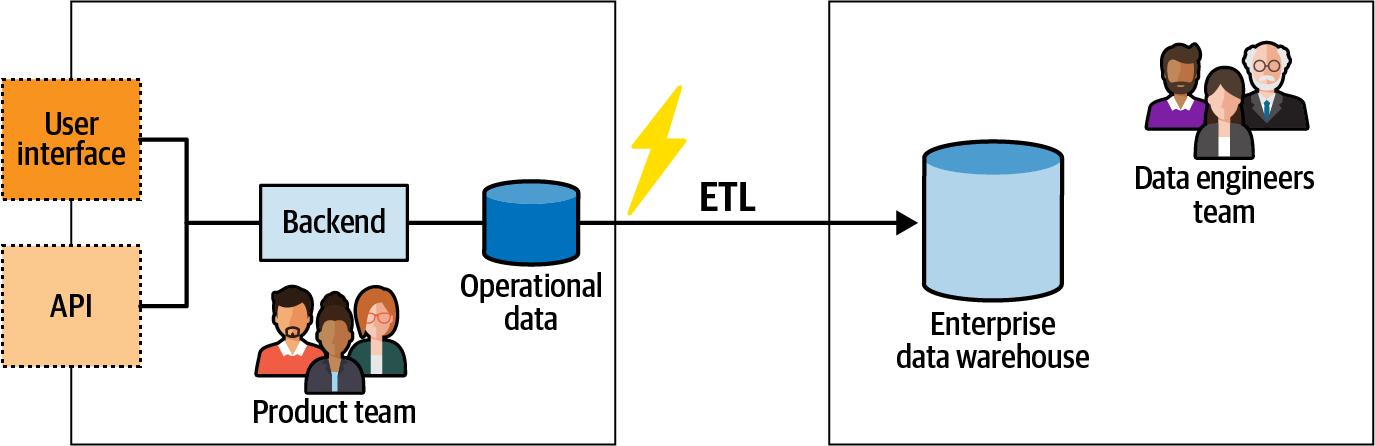 User
interface
API
Backend
Product team
Operational
data
ETL
Enterprise
data warehouse
Data engineers
team